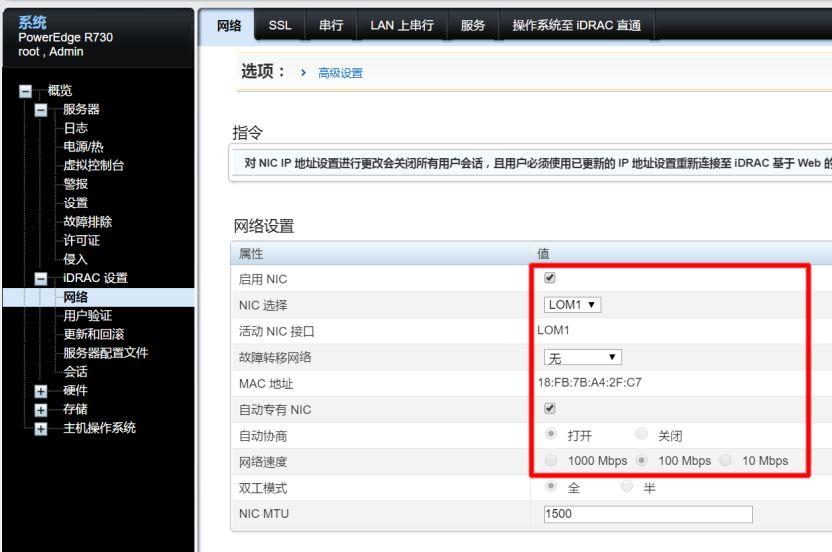 系统
PowerEdge R730
root , Admin
概览
服务器
日志
电源/热
虚拟控制台
警报
设置
故障排除
许可证
侵入
iDRAC 设置
网络
用户验证
更新和回滚
服务器配置文件
会话
硬件
存储
主机操作系统
网络 SSL 串行 LAN 上串行 服务 操作系统至 iDRAC 直通
选项： › 高级设置
指令
对 NIC IP 地址设置进行更改会关闭所有用户会话，且用户必须使用已更新的 IP 地址设置重新连接至 iDRAC 基于 Web 的
网络设置
属性 值
启用 NIC
NIC 选择 LOM1
活动 NIC 接口 LOM1
故障转移网络 无
MAC 地址 18:FB:7B:A4:2F:C7
自动专有 NIC
自动协商 打开 关闭
网络速度 1000 Mbps 100 Mbps 10 Mbps
双工模式 全 半
NIC MTU 1500